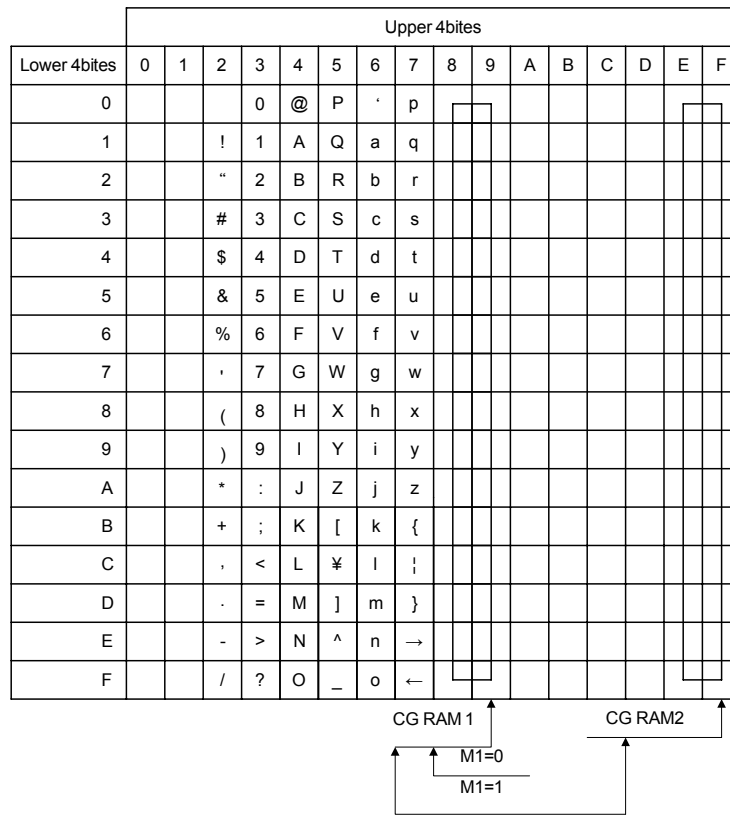 Upper 4bites
Lower 4bites 0 1 2 3 4 5 6 7 8 9 A B C D E F
0 0 @ P ‘ p
1 ! 1 A Q a q
2 “ 2 B R b r
3 # 3 C S c s
4 $ 4 D T d t
5 & 5 E U e u
6 % 6 F V f v
7 ' 7 G W g w
8 ( 8 H X h x
9 ) 9 I Y i y
A * : J Z j z
B + ; K [ k {
C , < L ¥ l ¦
D . = M ] m }
E - > N ^ n →
F / ? O _ o ←
CG RAM 1 CG RAM2
M1=0
M1=1